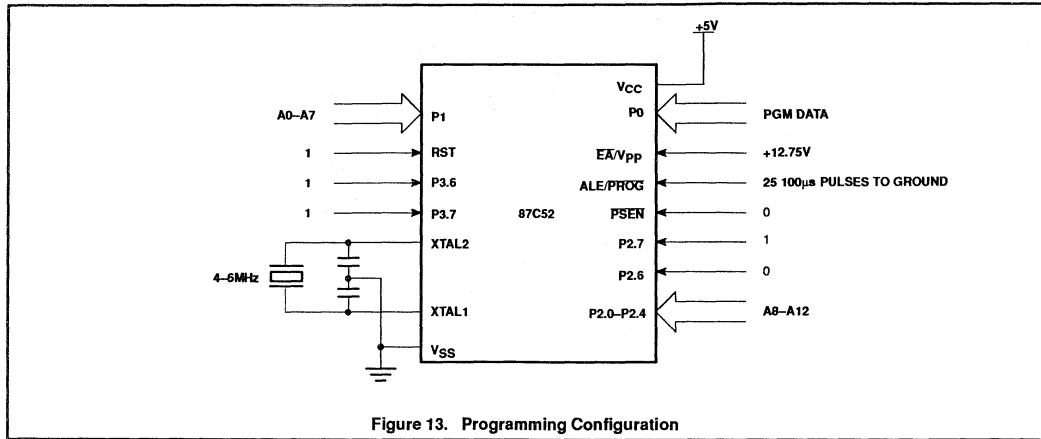 +5V
VCC
A0–A7
P1
P0
PGM DATA
1
RST
EA/VPP
+12.75V
1
P3.6
ALE/PROG
25 100µs PULSES TO GROUND
1
P3.7
87C52
PSEN
0
XTAL2
P2.7
1
4–6MHz
P2.6
0
XTAL1
P2.0–P2.4
A8–A12
VSS
Figure 13. Programming Configuration